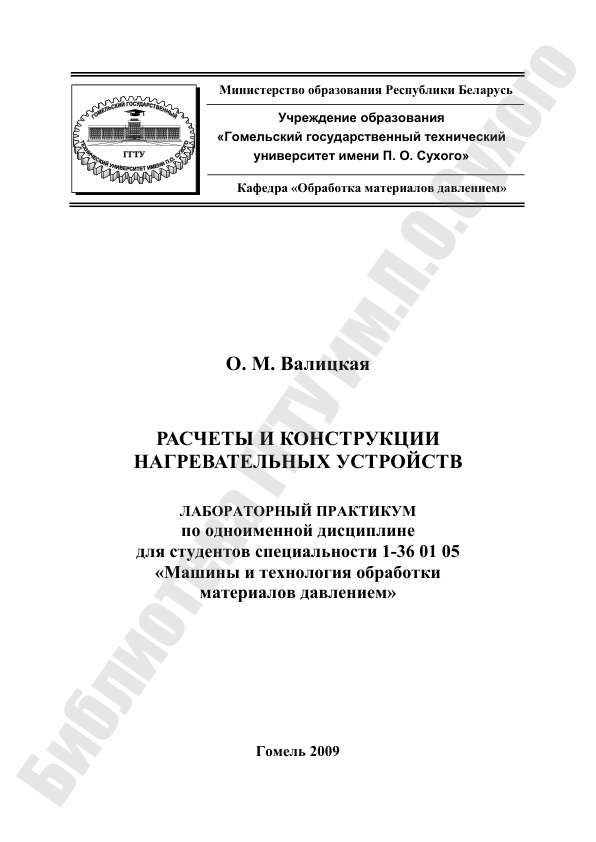 Министерство образования Республики Беларусь
Учреждение образования
«Гомельский государственный технический
университет имени П. О. Сухого»
Кафедра «Обработка материалов давлением»
ГОМЕЛЬСКИЙ ГОСУДАРСТВЕННЫЙ
ГГТУ
ТЕХНИЧЕСКИЙ УНИВЕРСИТЕТ ИМЕНИ П.О. СУХОГО
О. М. Валицкая
РАСЧЕТЫ И КОНСТРУКЦИИ
НАГРЕВАТЕЛЬНЫХ УСТРОЙСТВ
ЛАБОРАТОРНЫЙ ПРАКТИКУМ
по одноименной дисциплине
для студентов специальности 1-36 01 05
«Машины и технология обработки
материалов давлением»
Гомель 2009
Библиотека ГГТУ им.П.О.Сухого